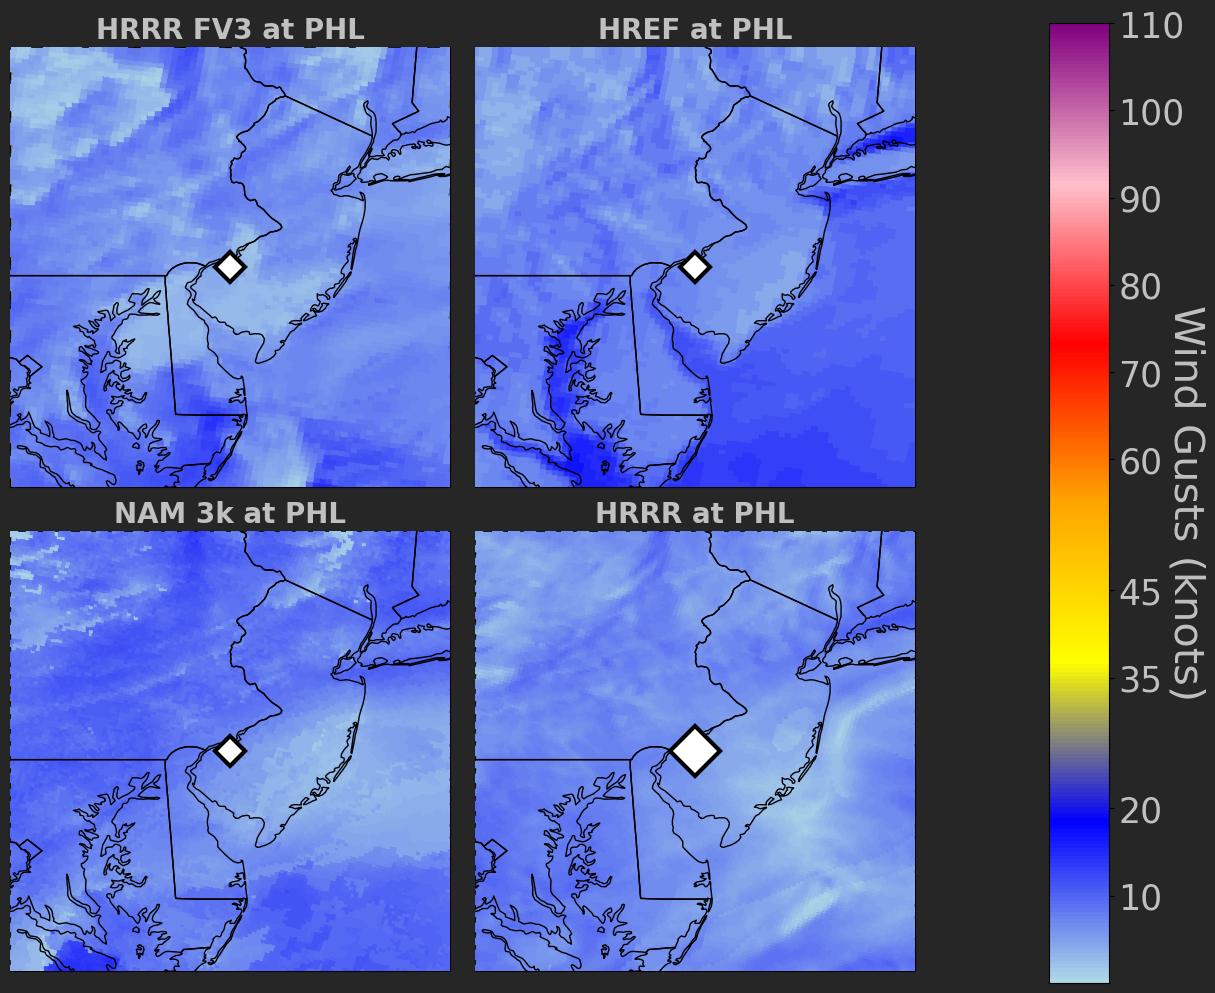 HRRR FV3 at PHL
HREF at PHL
NAM 3k at PHL
HRRR at PHL
110
100
90
80
70
60
45
35
20
10
Wind Gusts (knots)